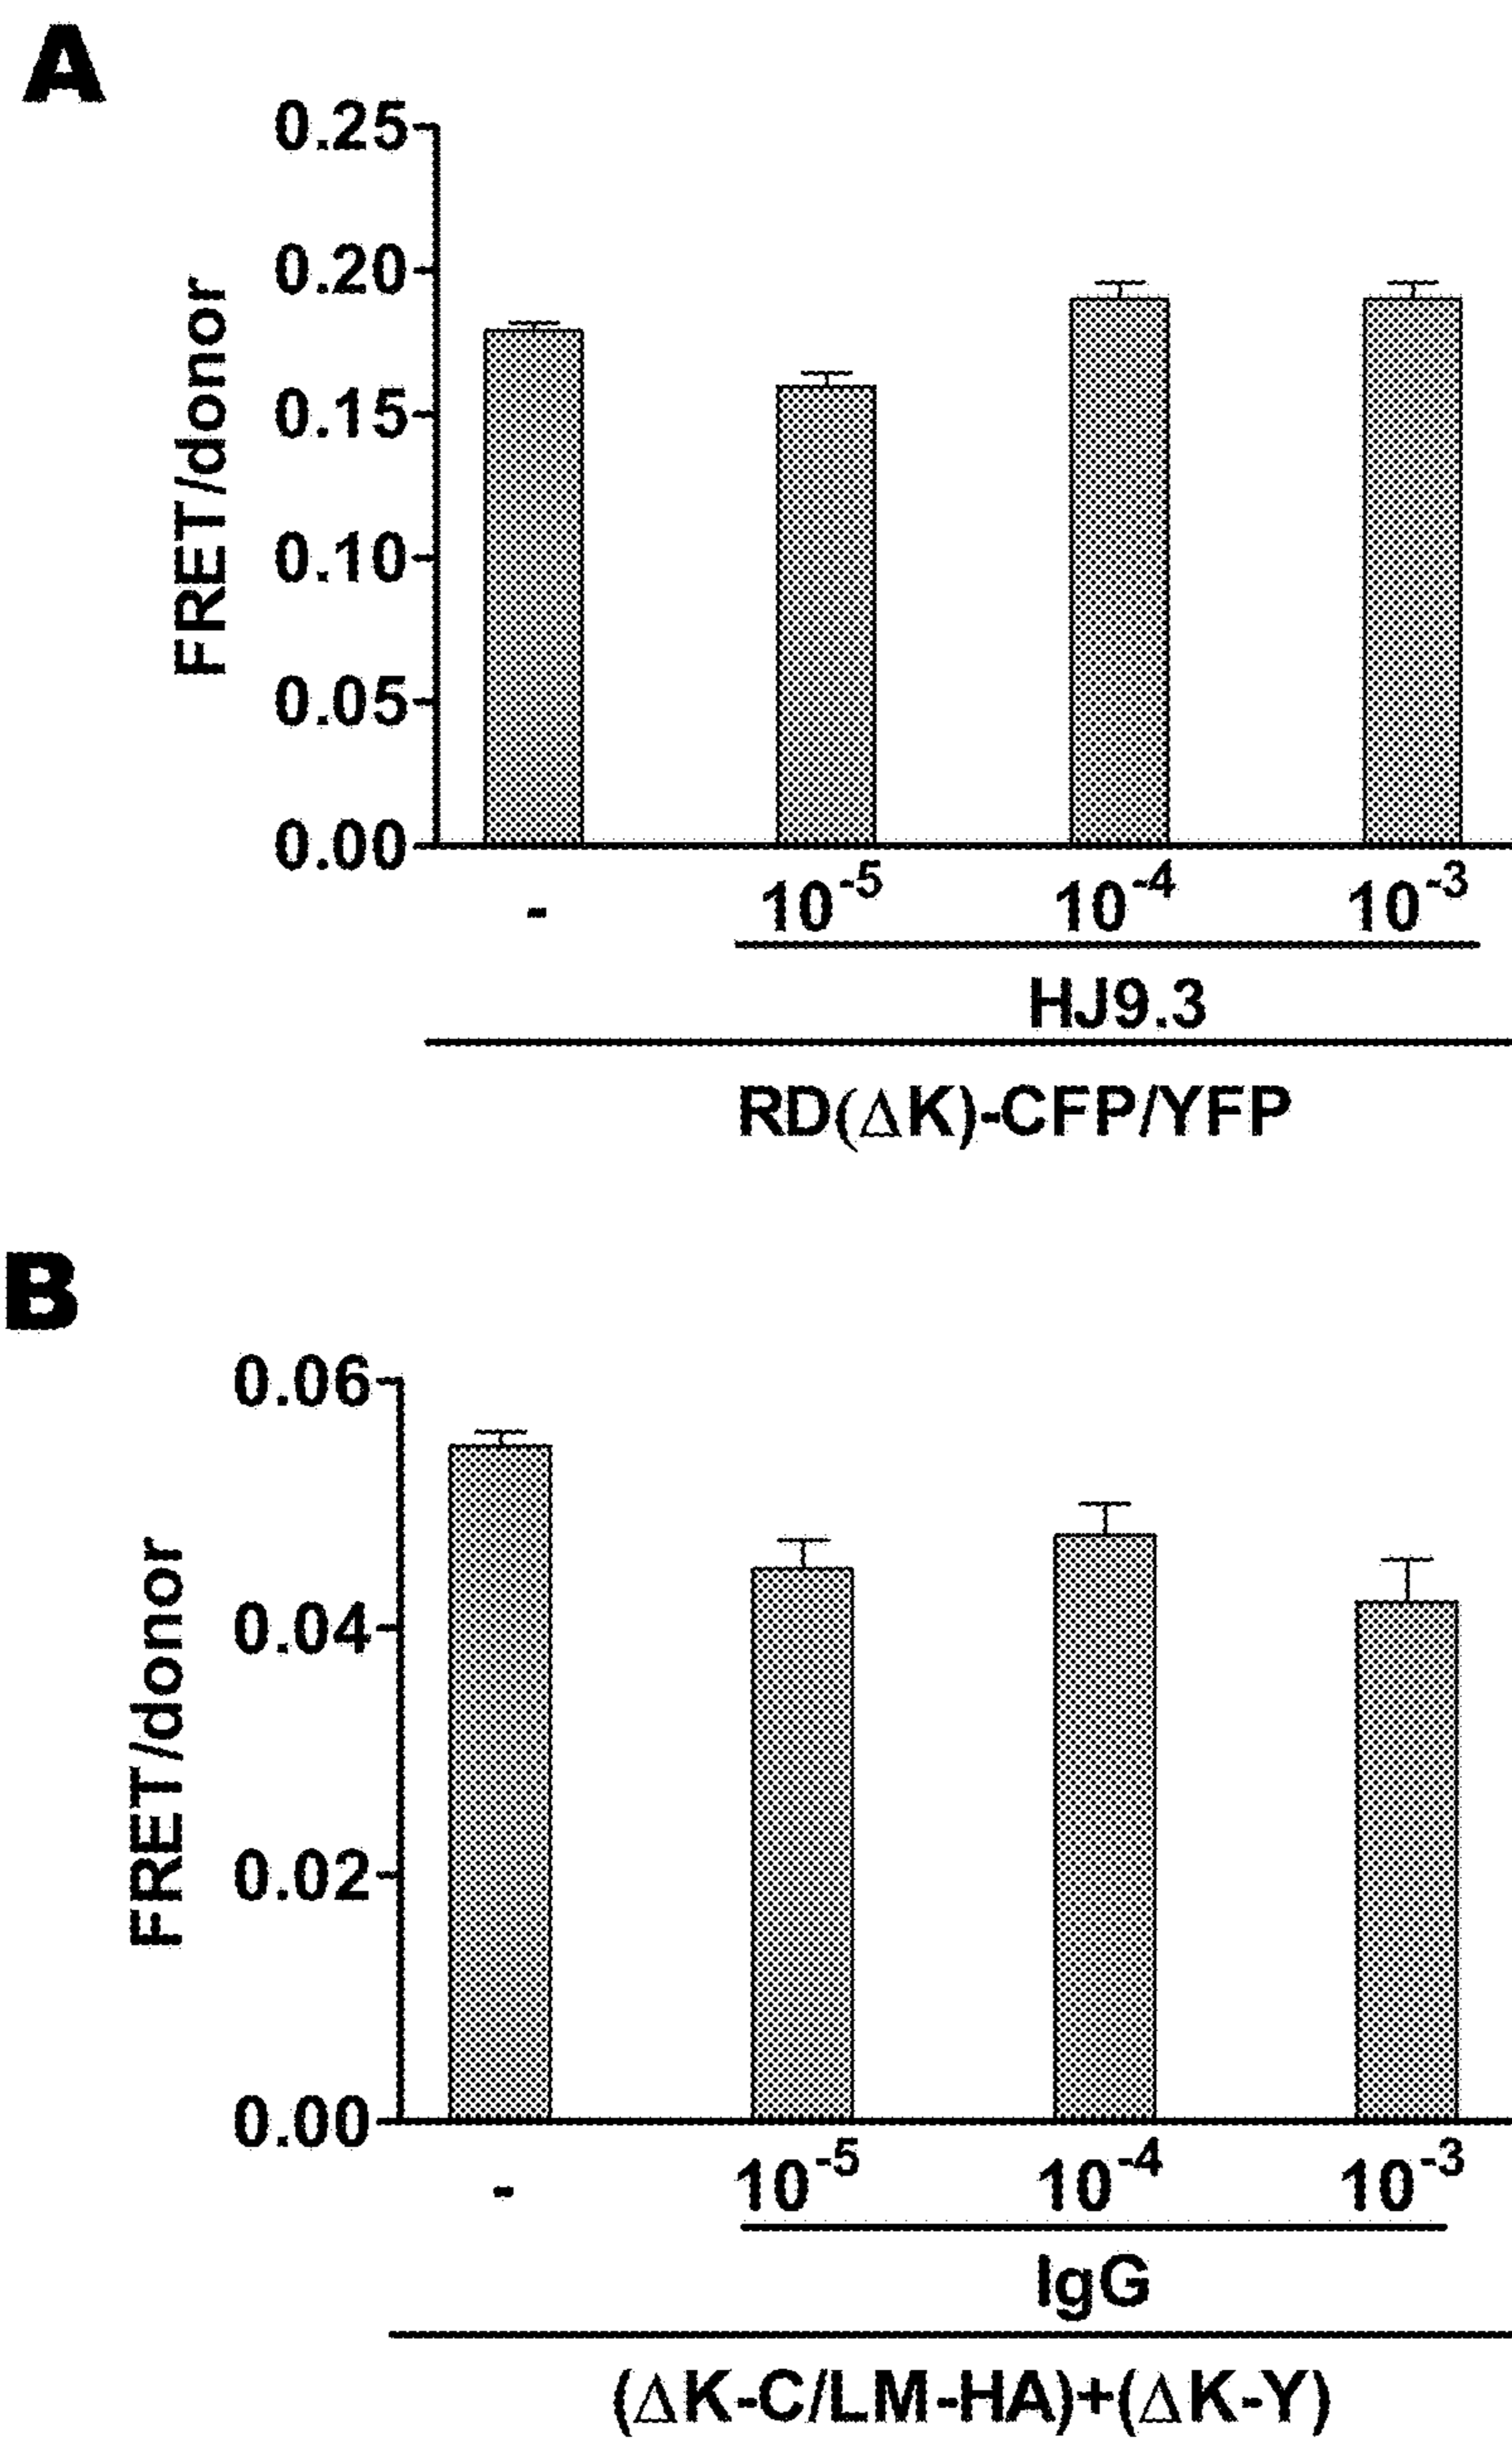 A
0.25
0.20
0.15
0.10
0.05
0.00
FRET/donor
- 10-5 10-4 10-3
HJ9.3
RD(ΔK)-CFP/YFP
B
0.06
0.04
0.02
0.00
FRET/donor
- 10-5 10-4 10-3
IgG
(ΔK-C/LM-HA)+(ΔK-Y)